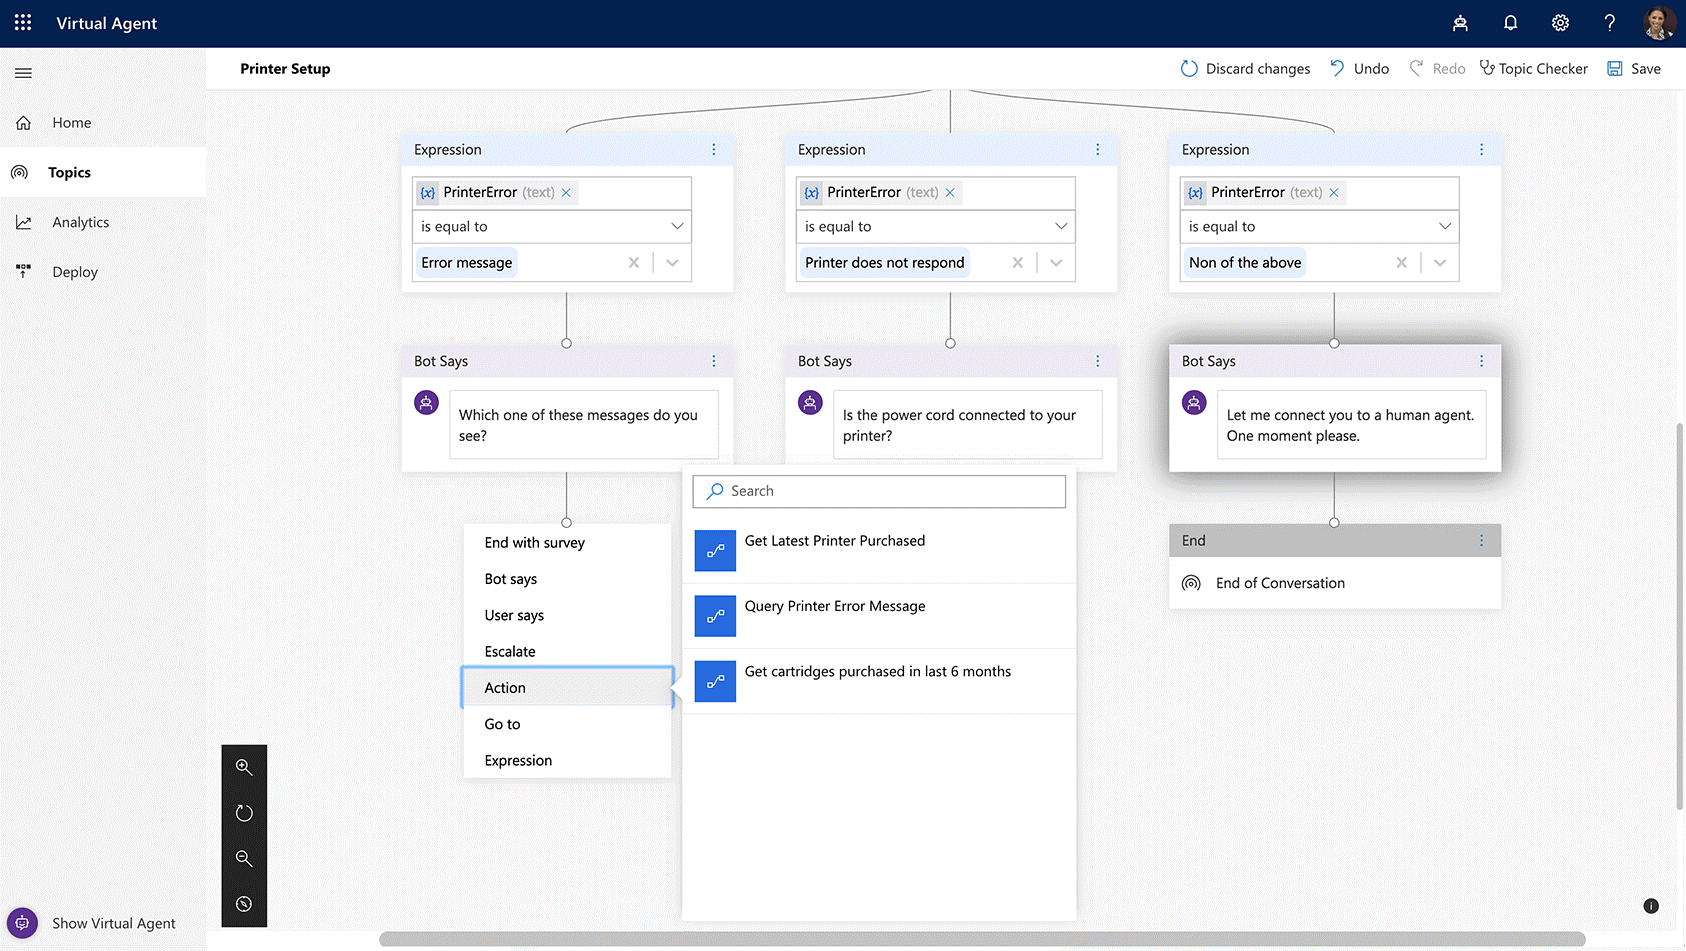 Virtual Agent
?
Printer Setup
Discard changes
Undo
Redo
Topic Checker
Save
Home
Topics
Analytics
Deploy
Expression
{x} PrinterError (text)
is equal to
Error message
Expression
{x} PrinterError (text)
is equal to
Printer does not respond
Expression
{x} PrinterError (text)
is equal to
Non of the above
Bot Says
Which one of these messages do you
see?
Bot Says
Is the power cord connected to your
printer?
Bot Says
Let me connect you to a human agent.
One moment please.
End with survey
Bot says
User says
Escalate
Action
Go to
Expression
Search
Get Latest Printer Purchased
Query Printer Error Message
Get cartridges purchased in last 6 months
End
End of Conversation
Show Virtual Agent